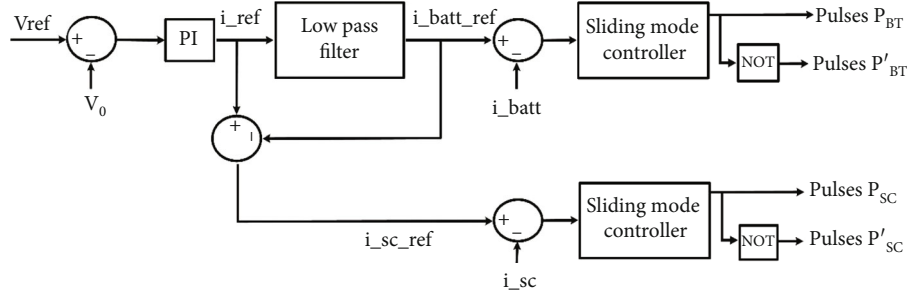 Vref
+
−
V₀
PI
i_ref
Low pass
filter
i_batt_ref
+
−
i_batt
Sliding mode
controller
Pulses P_BT
NOT
Pulses P'_BT
+
−
i_sc_ref
+
−
i_sc
Sliding mode
controller
Pulses P_SC
NOT
Pulses P'_SC